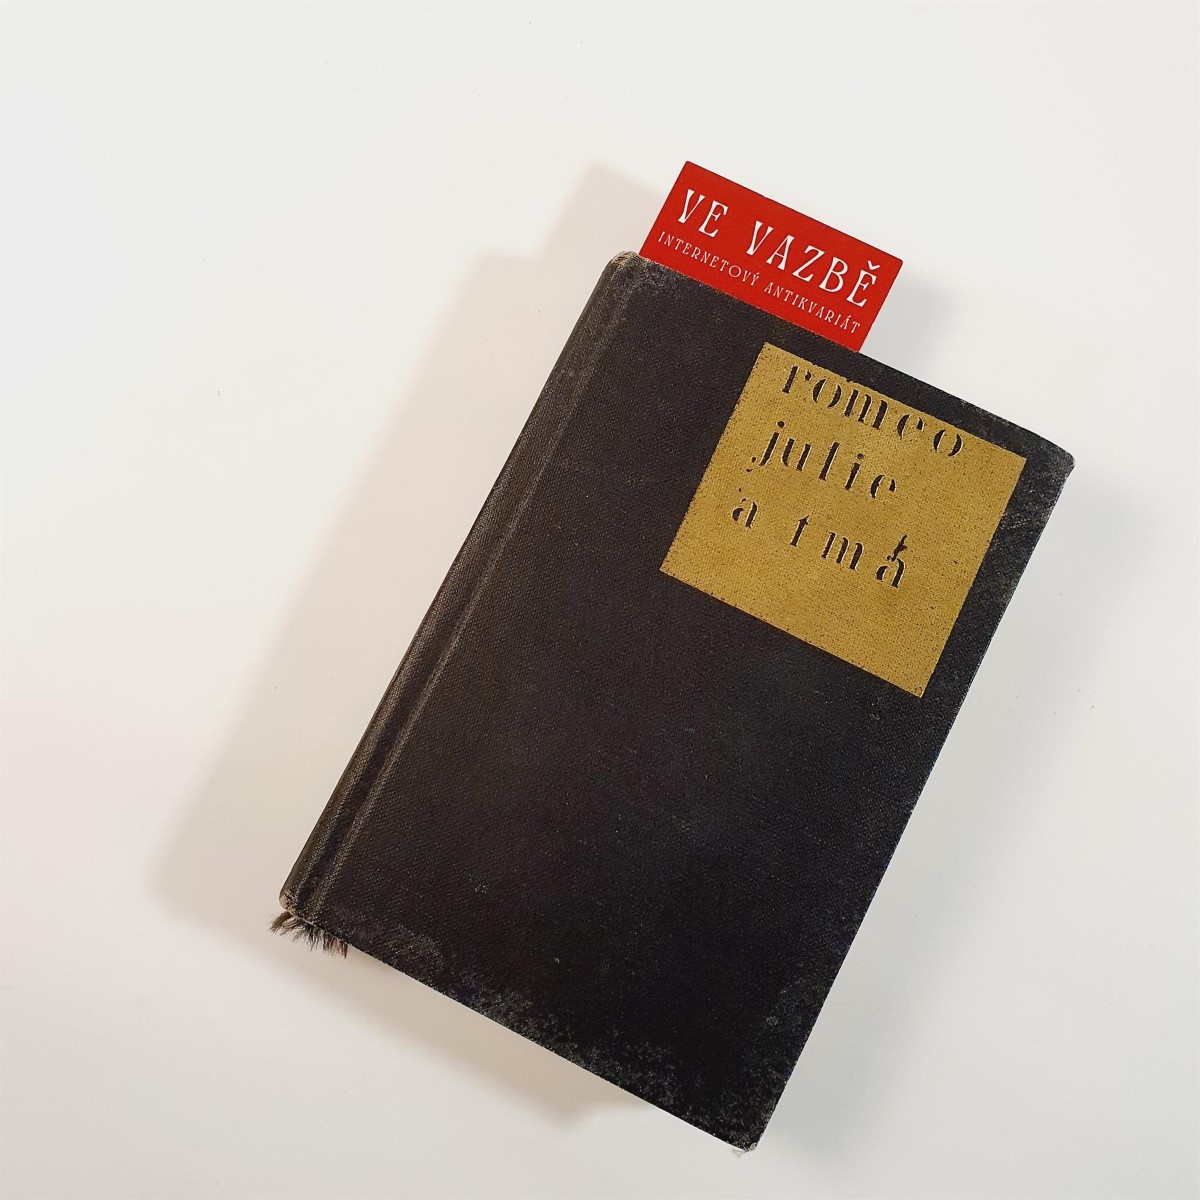 VE VAZBĚ
INTERNETOVÝ ANTIKVARIÁT
romeo
julie
a tmá